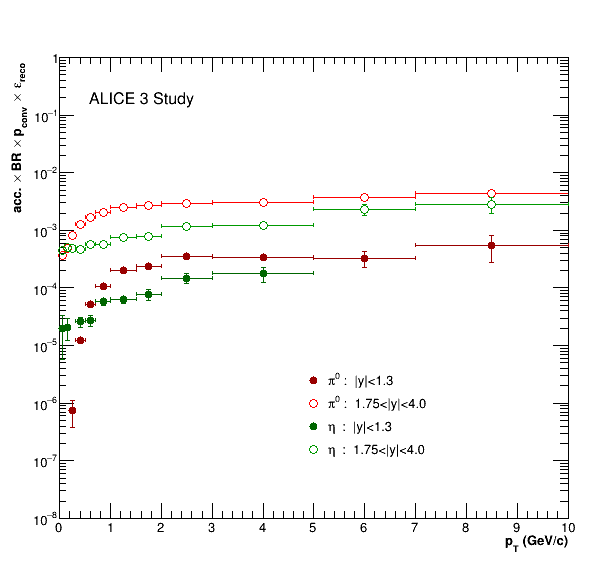 acc. × BR × p_conv × ε_reco
ALICE 3 Study
1
10⁻¹
10⁻²
10⁻³
10⁻⁴
10⁻⁵
10⁻⁶
10⁻⁷
10⁻⁸
π⁰ : |y|<1.3
π⁰ : 1.75<|y|<4.0
η : |y|<1.3
η : 1.75<|y|<4.0
0 1 2 3 4 5 6 7 8 9 10
p_T (GeV/c)